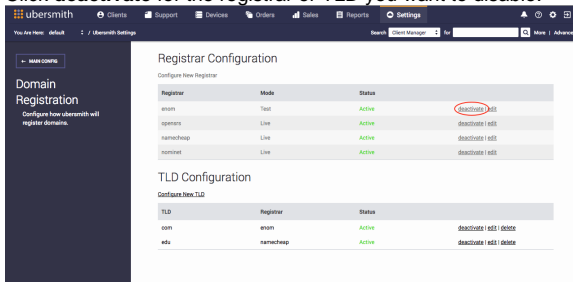 Click deactivate for the registrar or TLD you want to disable.
ubersmith Clients Support Devices Orders Sales Reports Settings
You Are Here: default / Ubersmith Settings Search Client Manager for More | Advance
← MAIN CONFIG
Domain
Registration
Configure how ubersmith will
register domains.
Registrar Configuration
Configure New Registrar
Registrar Mode Status
enom Test Active deactivate | edit
opensrs Live Active deactivate | edit
namecheap Live Active deactivate | edit
nominet Live Active deactivate | edit
TLD Configuration
Configure New TLD
TLD Registrar Status
com enom Active deactivate | edit | delete
edu namecheap Active deactivate | edit | delete